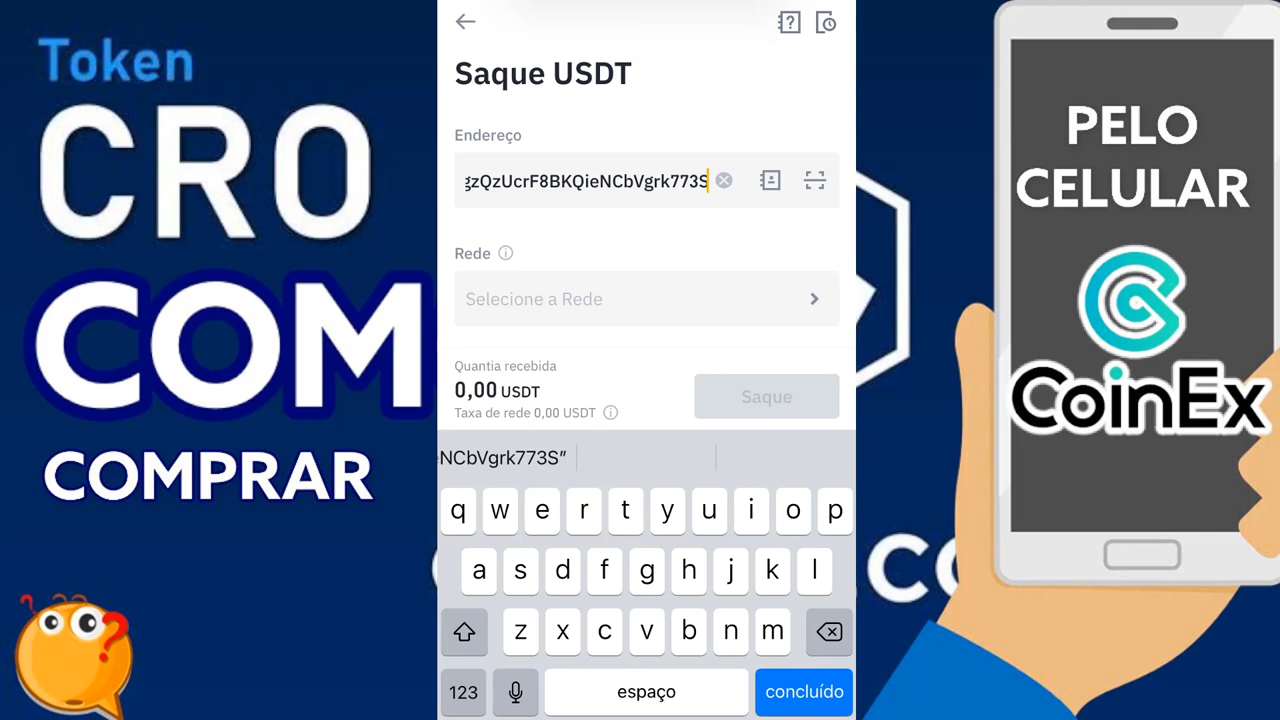 Token
CRO
COM
COMPRAR
Saque USDT
Endereço
gzQzUcrF8BKQieNCbVgrk773S
Rede
Selecione a Rede
Quantia recebida
0,00 USDT
Taxa de rede 0,00 USDT
Saque
NCbVgrk773S”
q w e r t y u i o p
a s d f g h j k l
z x c v b n m
123
espaço
concluído
PELO
CELULAR
CoinEx